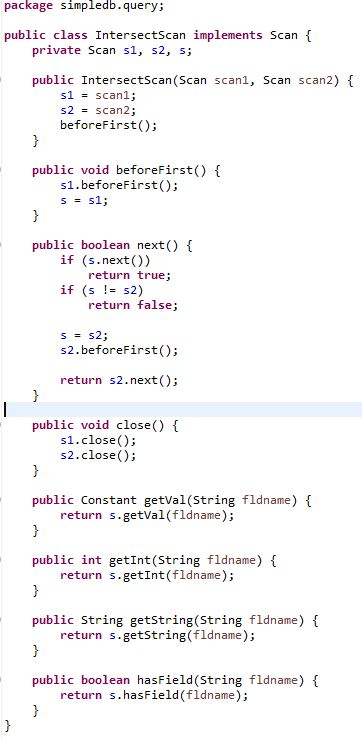 package simpledb.query;
public class IntersectScan implements Scan {
private Scan s1, s2, s;
public IntersectScan(Scan scan1, Scan scan2) {
s1 = scan1;
s2 = scan2;
beforeFirst();
}
public void beforeFirst() {
s1.beforeFirst();
s = s1;
}
public boolean next() {
if (s.next())
return true;
if (s != s2)
return false;
s = s2;
s2.beforeFirst();
return s2.next();
}
public void close() {
s1.close();
s2.close();
}
public Constant getVal(String fldname) {
return s.getVal(fldname);
}
public int getInt(String fldname) {
return s.getInt(fldname);
}
public String getString(String fldname) {
return s.getString(fldname);
}
public boolean hasField(String fldname) {
return s.hasField(fldname);
}
}